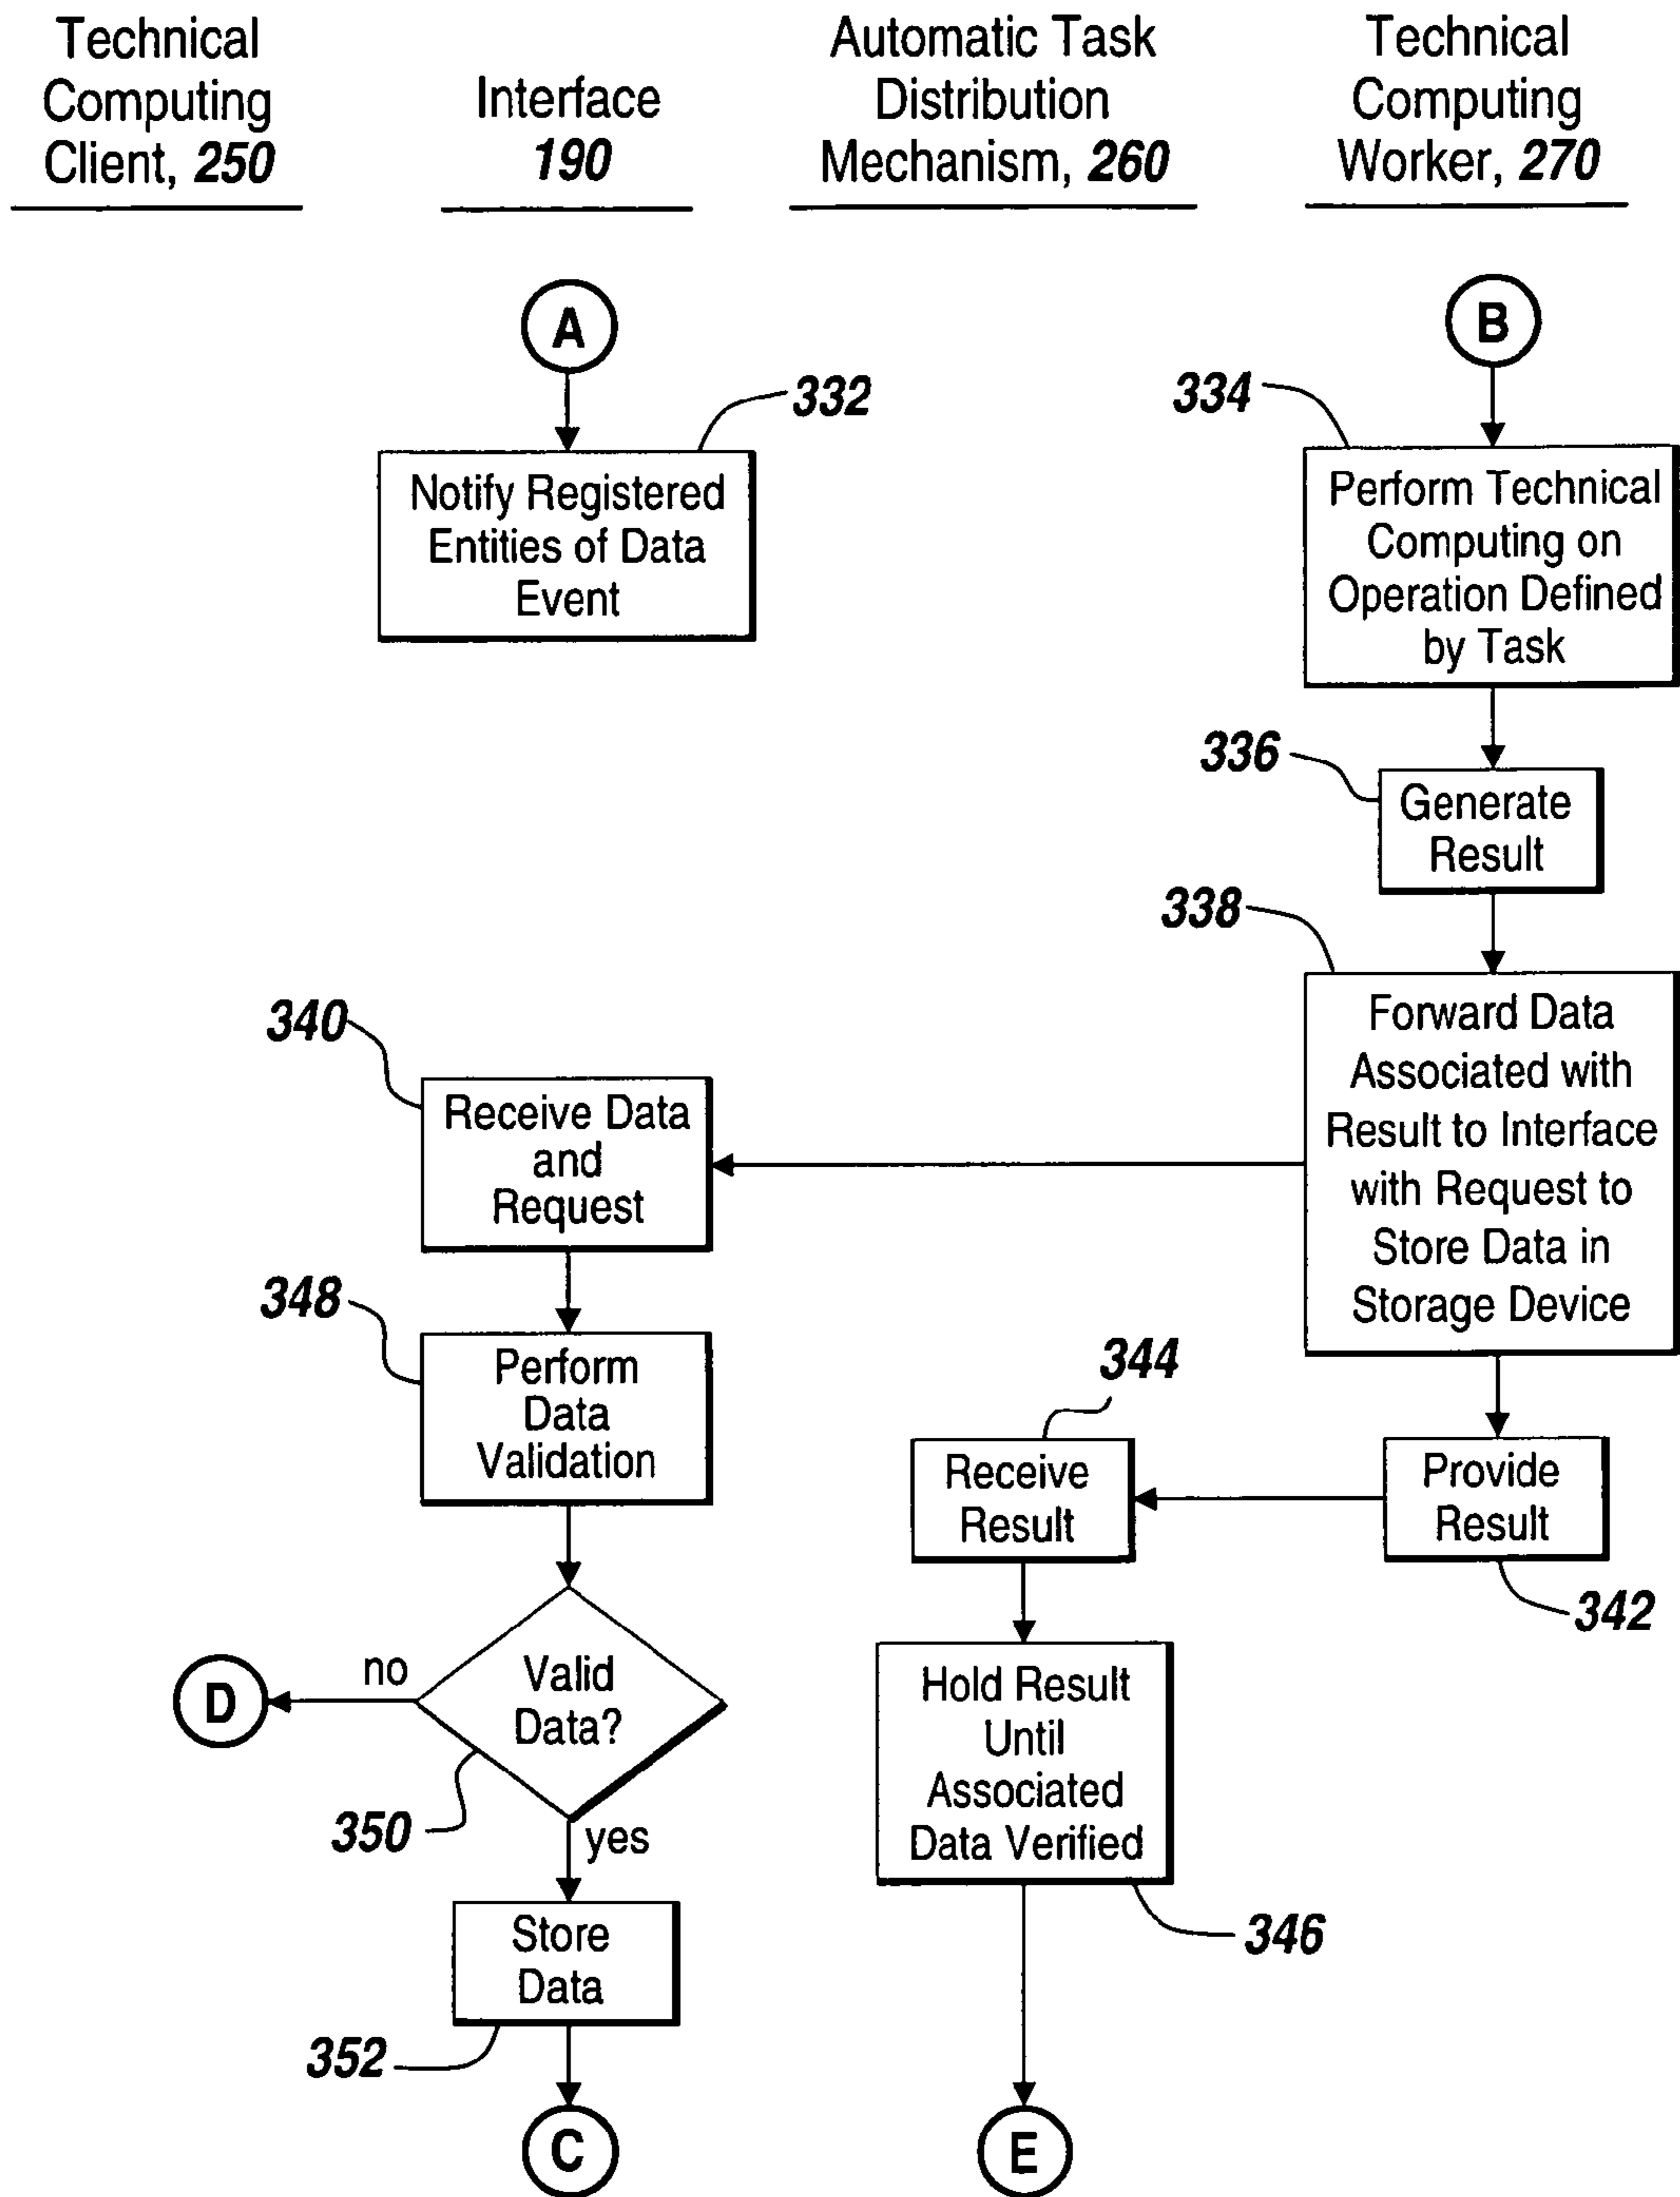 Technical
Computing
Client, 250
Interface
190
Automatic Task
Distribution
Mechanism, 260
Technical
Computing
Worker, 270
A
B
332
334
Notify Registered
Entities of Data
Event
Perform Technical
Computing on
Operation Defined
by Task
336
Generate
Result
338
Forward Data
Associated with
Result to Interface
with Request to
Store Data in
Storage Device
340
Receive Data
and
Request
348
Perform
Data
Validation
344
Receive
Result
Provide
Result
342
no
D
Valid
Data?
350
yes
Hold Result
Until
Associated
Data Verified
346
Store
Data
352
C
E